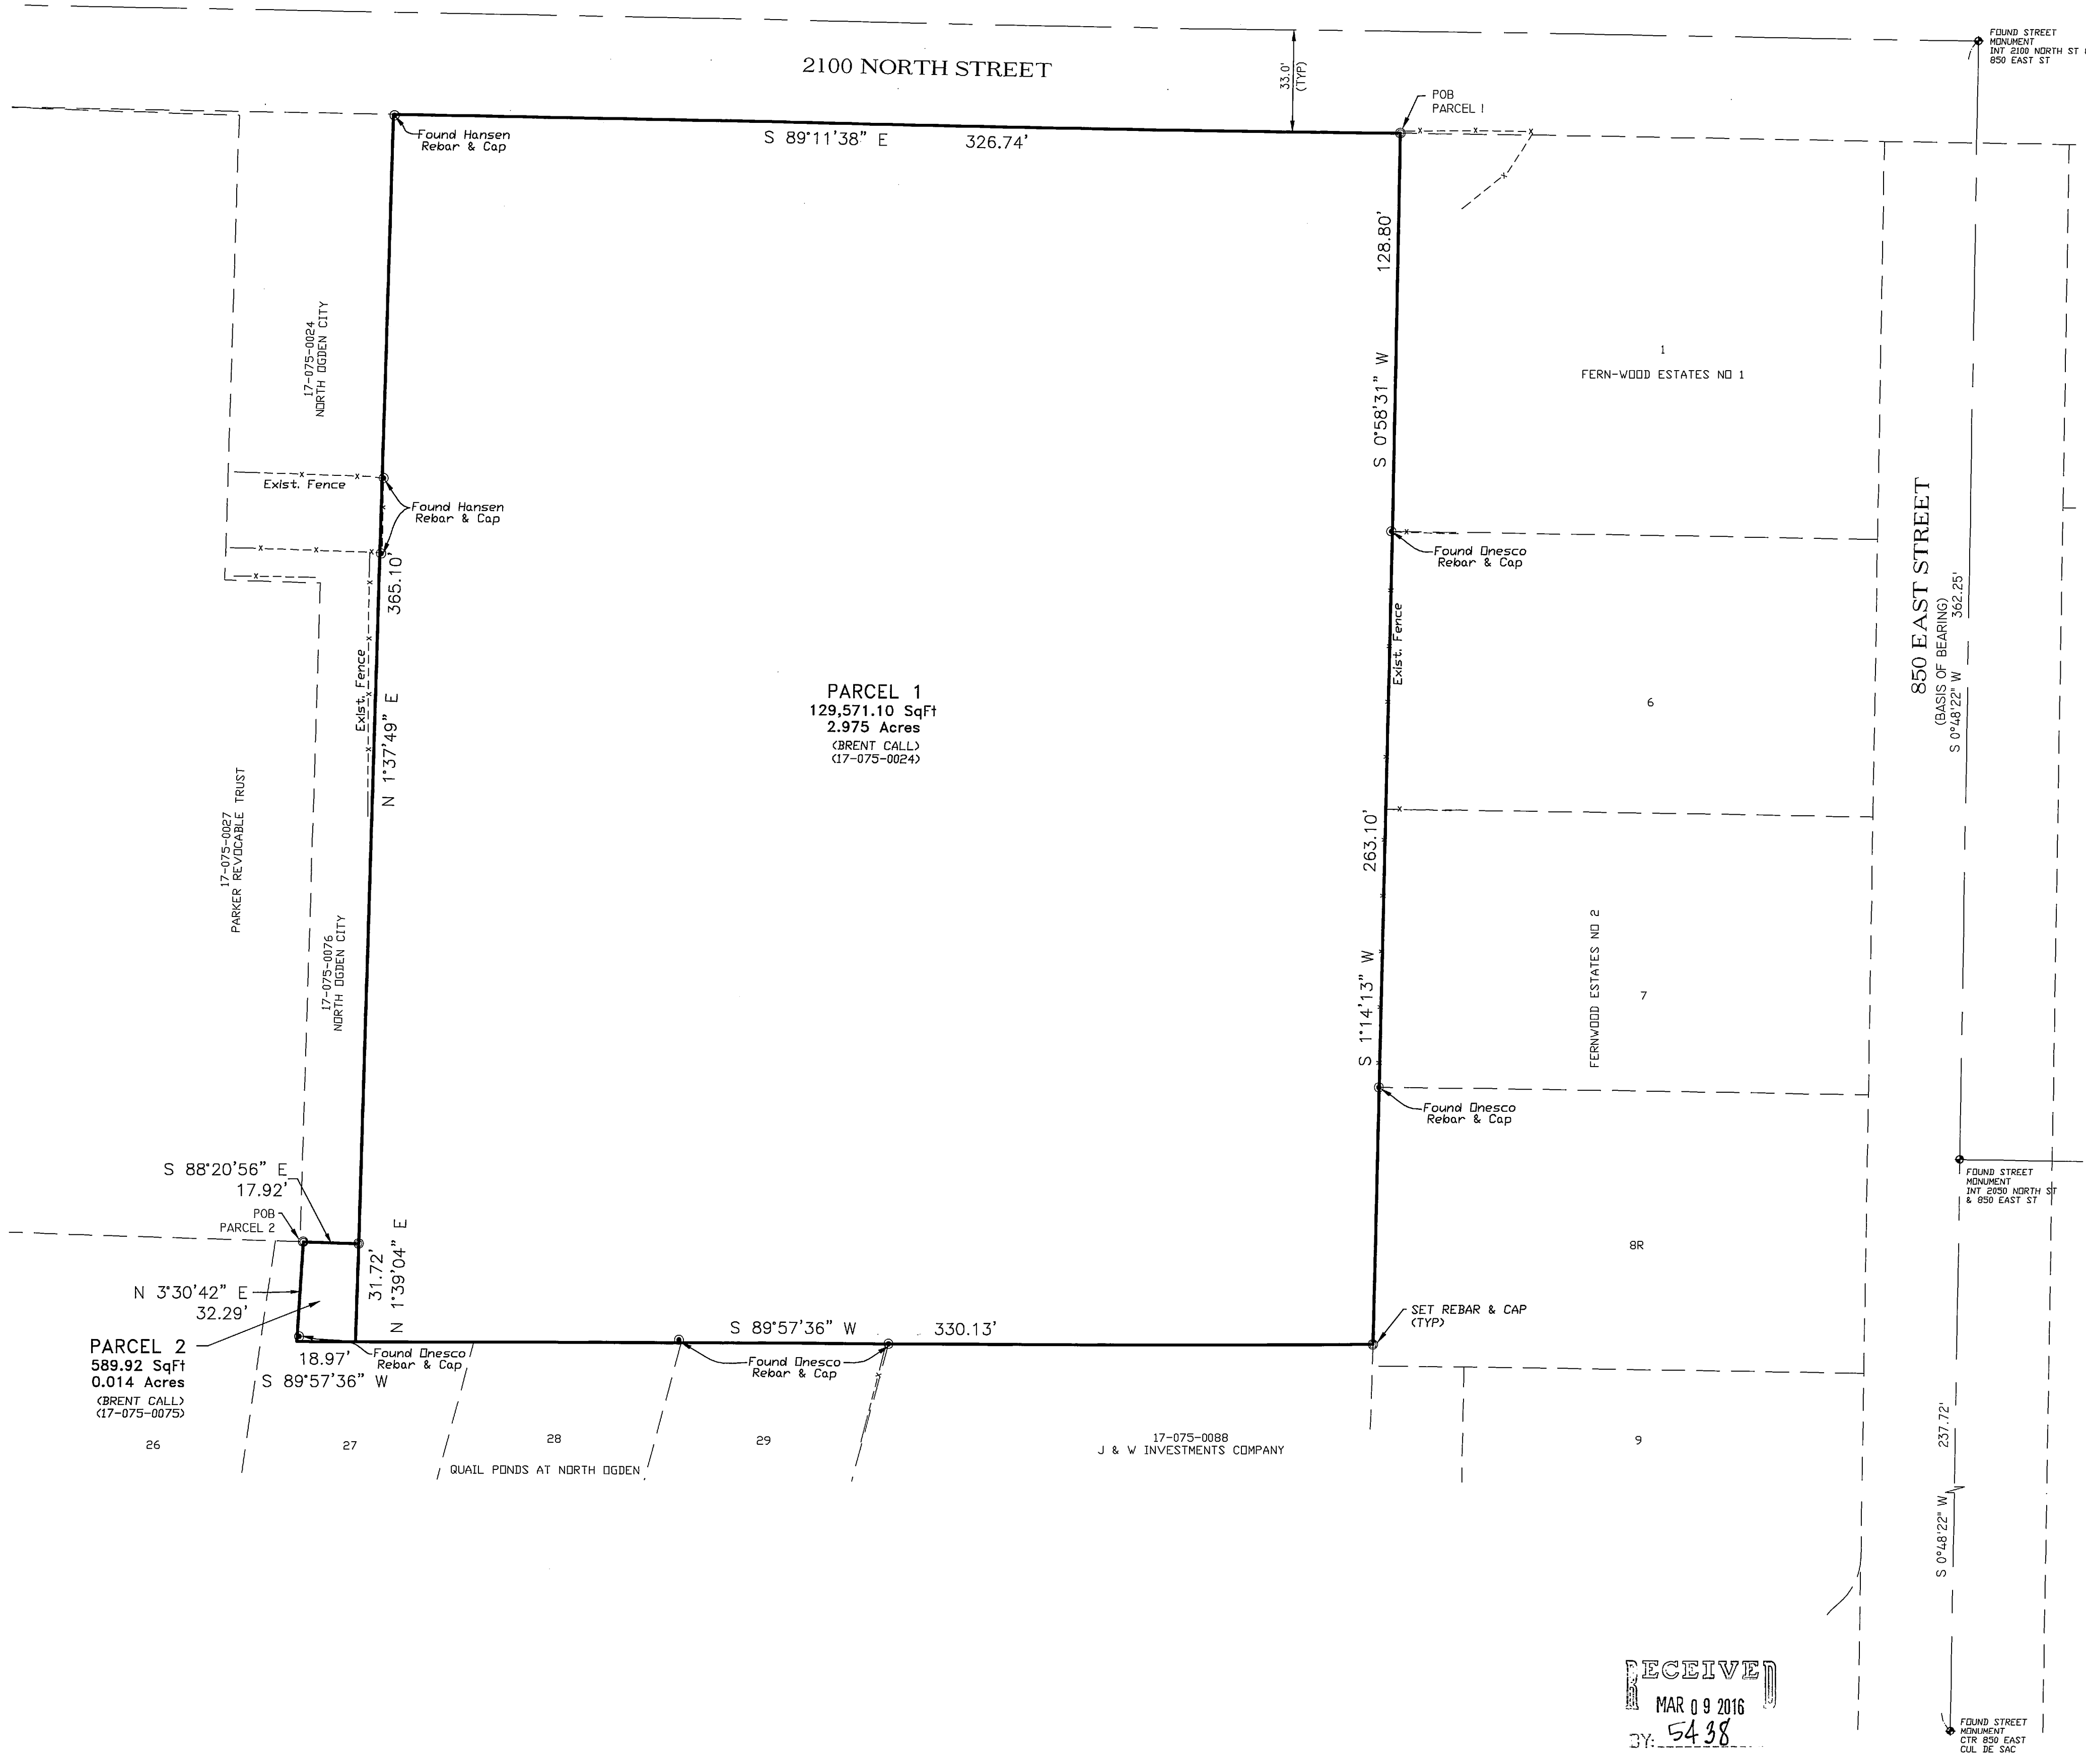 FOUND STREET
MONUMENT
INT 2100 NORTH ST
850 EAST ST
2100 NORTH STREET
33.0'
(TYP)
POB
PARCEL 1
Found Hansen
Rebar & Cap
S 89°11'38" E 326.74'
128.80'
S 0°58'31" W
17-075-0024
NORTH OGDEN CITY
1
FERN-WOOD ESTATES NO 1
Exist. Fence
Found Hansen
Rebar & Cap
365.10'
N 1°37'49" E
Exist. Fence
Found Onesco
Rebar & Cap
Exist. Fence
850 EAST STREET
(BASIS OF BEARING)
S 0°48'22" W 362.25'
PARCEL 1
129,571.10 SqFt
2.975 Acres
(BRENT CALL)
(17-075-0024)
6
17-075-0027
PARKER REVOCABLE TRUST
263.10'
S 1°14'13" W
17-075-0076
NORTH OGDEN CITY
FERNWOOD ESTATES NO 2
7
Found Onesco
Rebar & Cap
S 88°20'56" E
17.92'
POB
PARCEL 2
FOUND STREET
MONUMENT
INT 2050 NORTH ST
& 850 EAST ST
31.72'
N 1°39'04" E
8R
N 3°30'42" E
32.29'
SET REBAR & CAP
(TYP)
S 89°57'36" W 330.13'
PARCEL 2
589.92 SqFt
0.014 Acres
(BRENT CALL)
(17-075-0075)
18.97'
S 89°57'36" W
Found Onesco
Rebar & Cap
Found Onesco
Rebar & Cap
26
27
28
29
QUAIL PONDS AT NORTH OGDEN
17-075-0088
J & W INVESTMENTS COMPANY
9
237.72'
S 0°48'22" W
RECEIVED
MAR 09 2016
BY: 5438
FOUND STREET
MONUMENT
CTR 850 EAST
CUL DE SAC